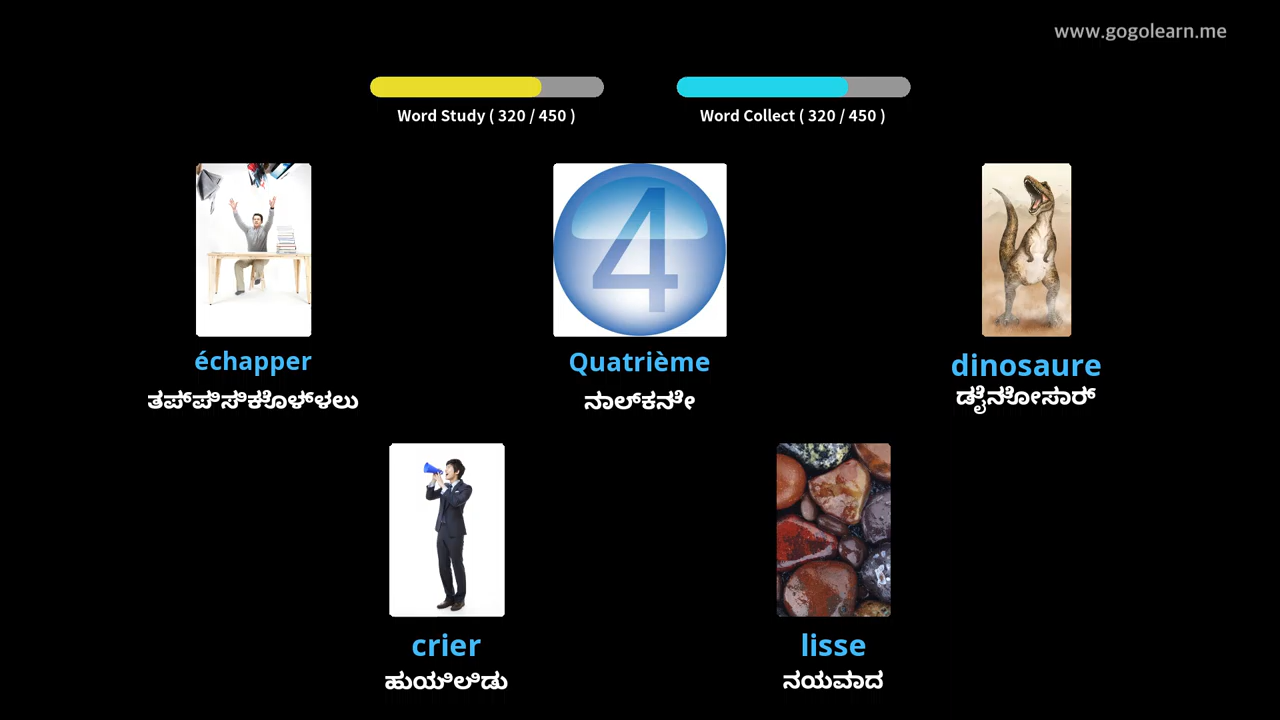 www.gogolearn.me
Word Study ( 320 / 450 )
Word Collect ( 320 / 450 )
4
échapper
ತಪ್ಪಿಸಿಕೊಳ್ಳಲು
Quatrième
ನಾಲ್ಕನೇ
dinosaure
ಡೈನೋಸಾರ್
crier
ಹುಯಿಲಿಡು
lisse
ನಯವಾದ